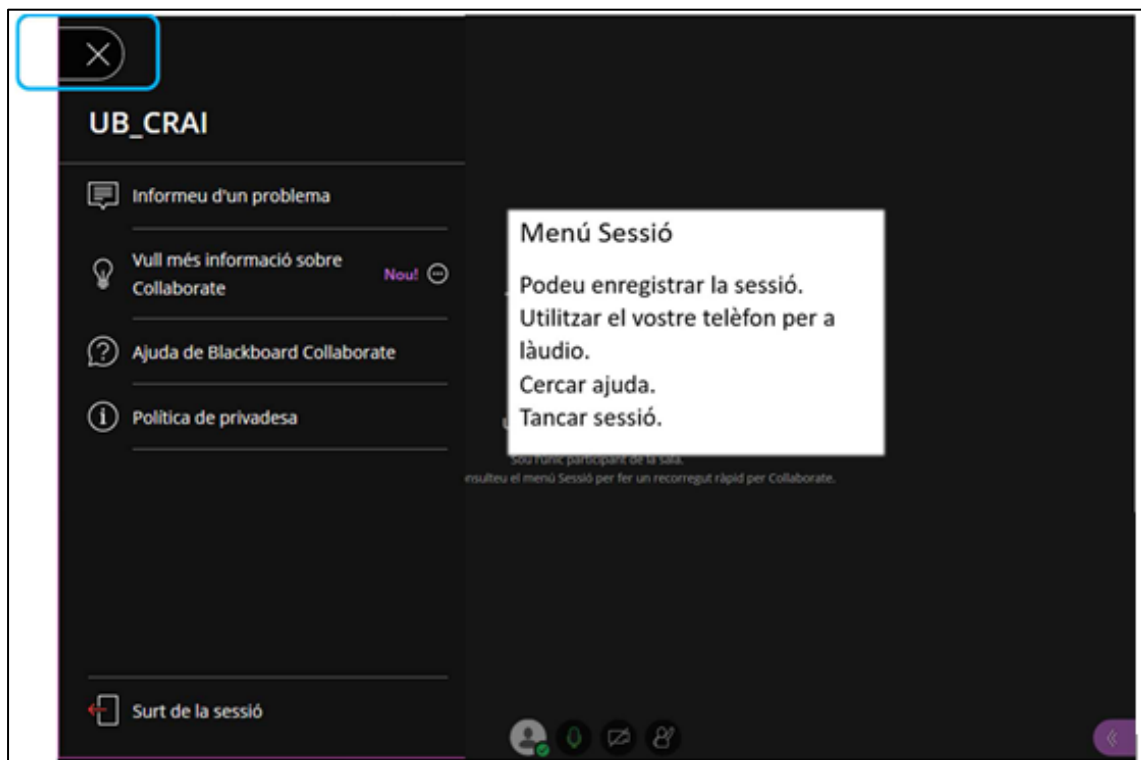 UB_CRAI
Informeu d'un problema
Vull més informació sobre
Collaborate
Nou!
Ajuda de Blackboard Collaborate
Política de privadesa
Surt de la sessió
Menú Sessió
Podeu enregistrar la sessió.
Utilitzar el vostre telèfon per a
làudio.
Cercar ajuda.
Tancar sessió.
Sou l'únic participant de la sala.
nsulteu el menú Sessió per fer un recorregut ràpid per Collaborate.